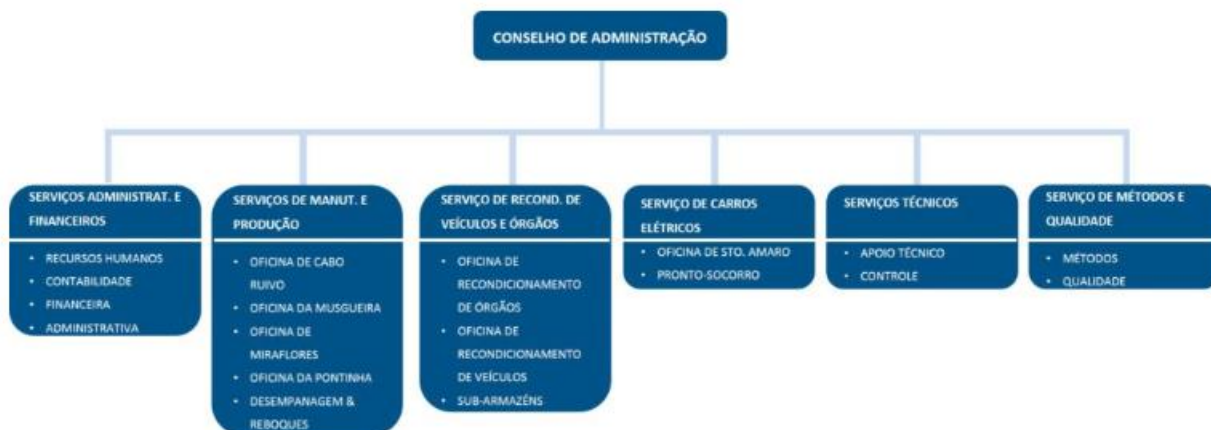 CONSELHO DE ADMINISTRAÇÃO
SERVIÇOS ADMINISTRAT. E
FINANCEIROS
• RECURSOS HUMANOS
• CONTABILIDADE
• FINANCEIRA
• ADMINISTRATIVA
SERVIÇOS DE MANUT. E
PRODUÇÃO
• OFICINA DE CABO
RUIVO
• OFICINA DA MUSGUEIRA
• OFICINA DE
MIRAFLORES
• OFICINA DA PONTINHA
• DESEMPANAGEM &
REBOQUES
SERVIÇO DE RECOND. DE
VEÍCULOS E ÓRGÃOS
• OFICINA DE
RECONDICIONAMENTO
DE ÓRGÃOS
• OFICINA DE
RECONDICIONAMENTO
DE VEÍCULOS
• SUB-ARMAZÉNS
SERVIÇO DE CARROS
ELÉTRICOS
• OFICINA DE STO. AMARO
• PRONTO-SOCORRO
SERVIÇOS TÉCNICOS
• APOIO TÉCNICO
• CONTROLE
SERVIÇO DE MÉTODOS E
QUALIDADE
• MÉTODOS
• QUALIDADE